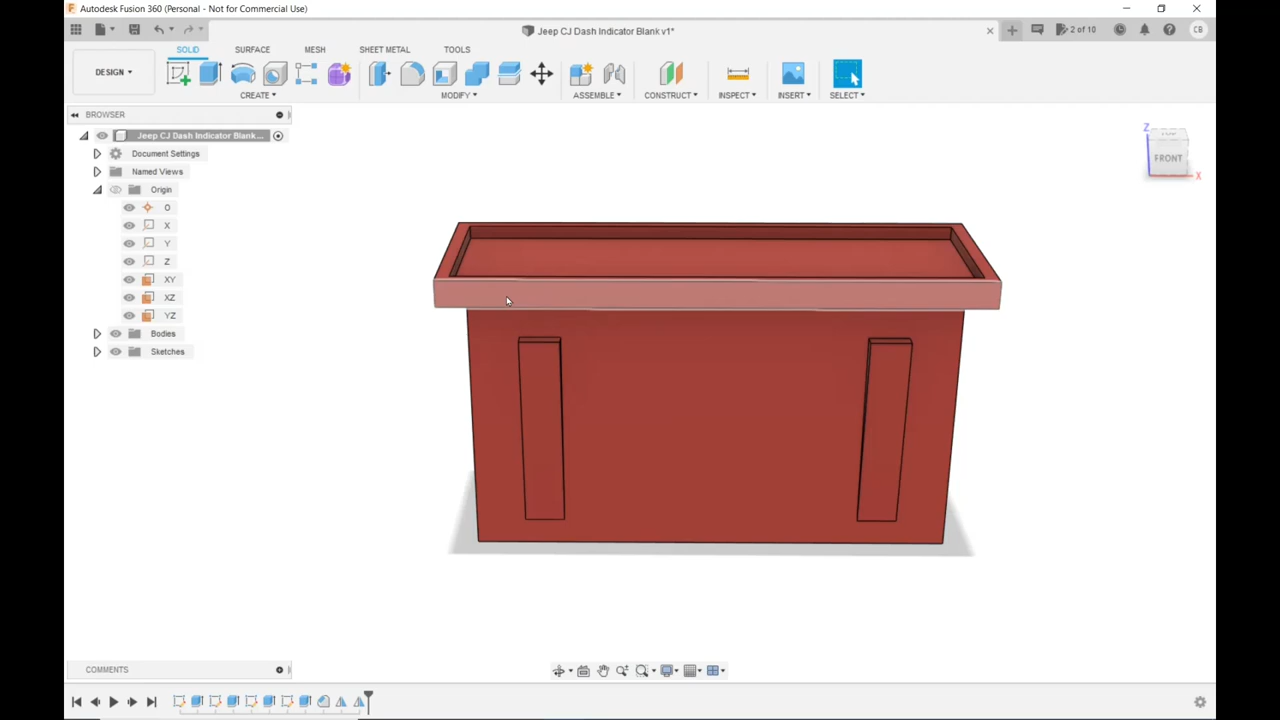 Autodesk Fusion 360 (Personal - Not for Commercial Use)
Jeep CJ Dash Indicator Blank v1*
2 of 10
CB
SOLID
SURFACE
MESH
SHEET METAL
TOOLS
DESIGN
CREATE
MODIFY
ASSEMBLE
CONSTRUCT
INSPECT
INSERT
SELECT
BROWSER
Jeep CJ Dash Indicator Blank...
Document Settings
Named Views
Origin
O
X
Y
Z
XY
XZ
YZ
Bodies
Sketches
Z
TOP
FRONT
X
COMMENTS